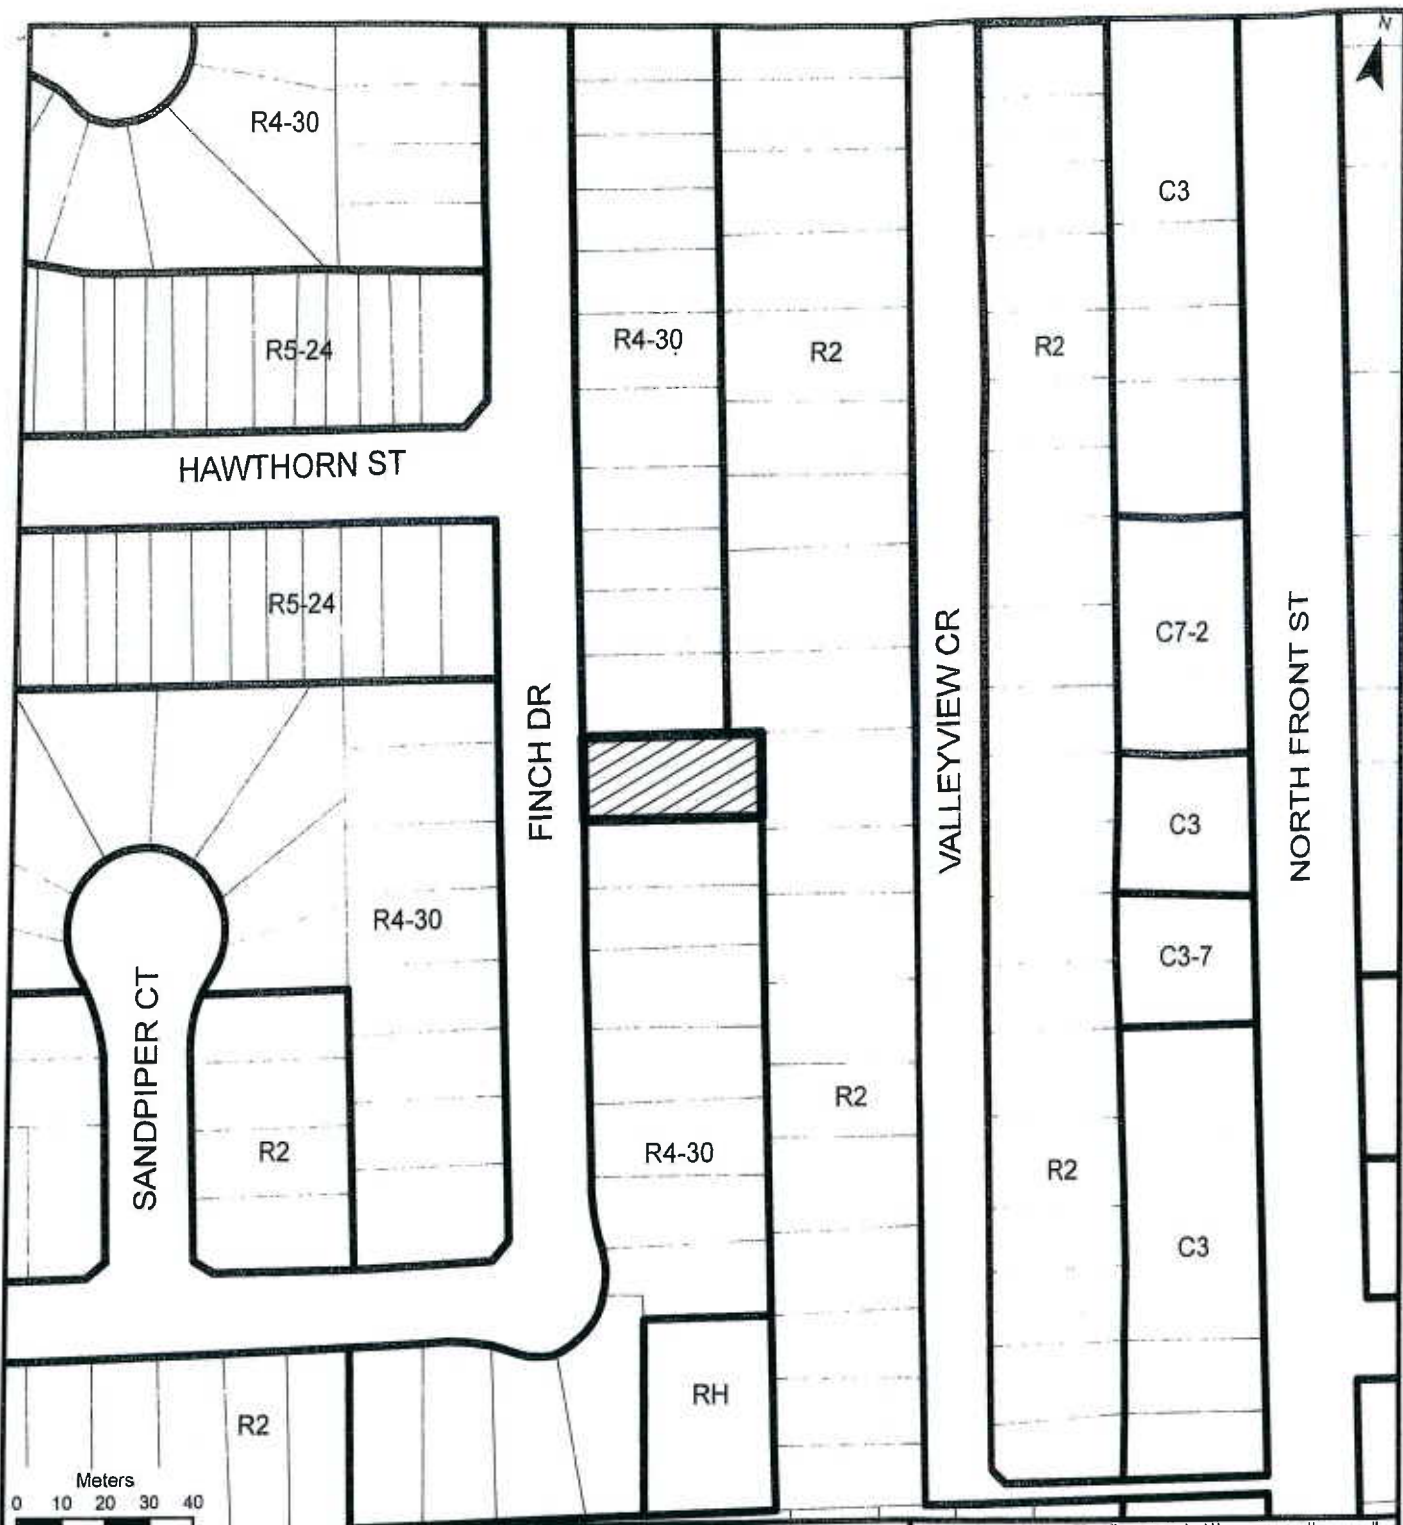 N
R4-30
C3
R5-24
R4-30
R2
R2
HAWTHORN ST
R5-24
C7-2
VALLEYVIEW CR
NORTH FRONT ST
FINCH DR
C3
R4-30
C3-7
SANDPIPER CT
R2
R2
R4-30
R2
C3
RH
R2
Meters
0 10 20 30 40